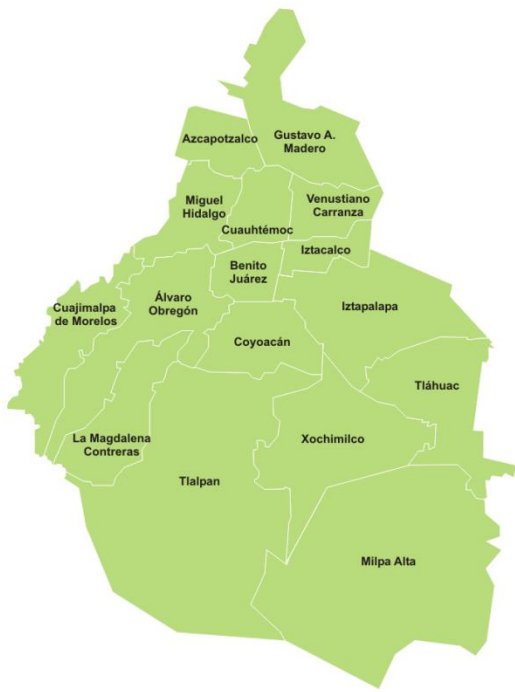 Azcapotzalco
Gustavo A.
Madero
Miguel
Hidalgo
Venustiano
Carranza
Cuauhtémoc
Iztacalco
Benito
Juárez
Cuajimalpa
de Morelos
Álvaro
Obregón
Iztapalapa
Coyoacán
Tláhuac
La Magdalena
Contreras
Xochimilco
Tlalpan
Milpa Alta